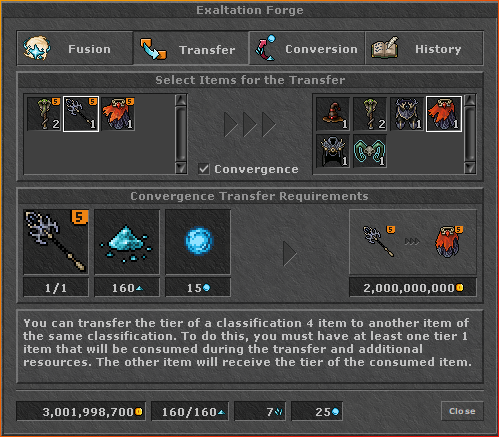 Exaltation Forge
Fusion Transfer Conversion History
Select Items for the Transfer
5 5 5
2 1 1
1 2 1 1
1 1
Convergence
Convergence Transfer Requirements
5 5 5
1/1 160 15 2,000,000,000
You can transfer the tier of a classification 4 item to another item of
the same classification. To do this, you must have at least one tier 1
item that will be consumed during the transfer and additional
resources. The other item will receive the tier of the consumed item.
3,001,998,700 160/160 7 25 Close